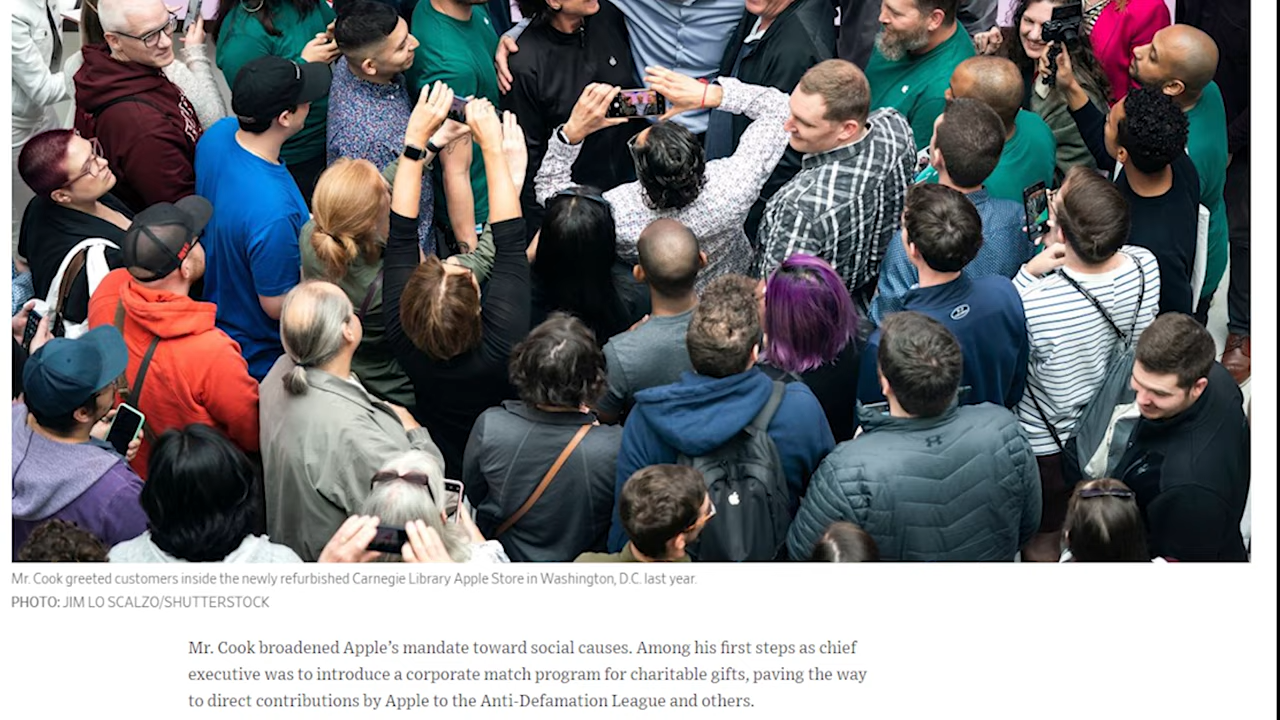 Mr. Cook greeted customers inside the newly refurbished Carnegie Library Apple Store in Washington, D.C. last year.
PHOTO: JIM LO SCALZO/SHUTTERSTOCK
Mr. Cook broadened Apple’s mandate toward social causes. Among his first steps as chief
executive was to introduce a corporate match program for charitable gifts, paving the way
to direct contributions by Apple to the Anti-Defamation League and others.